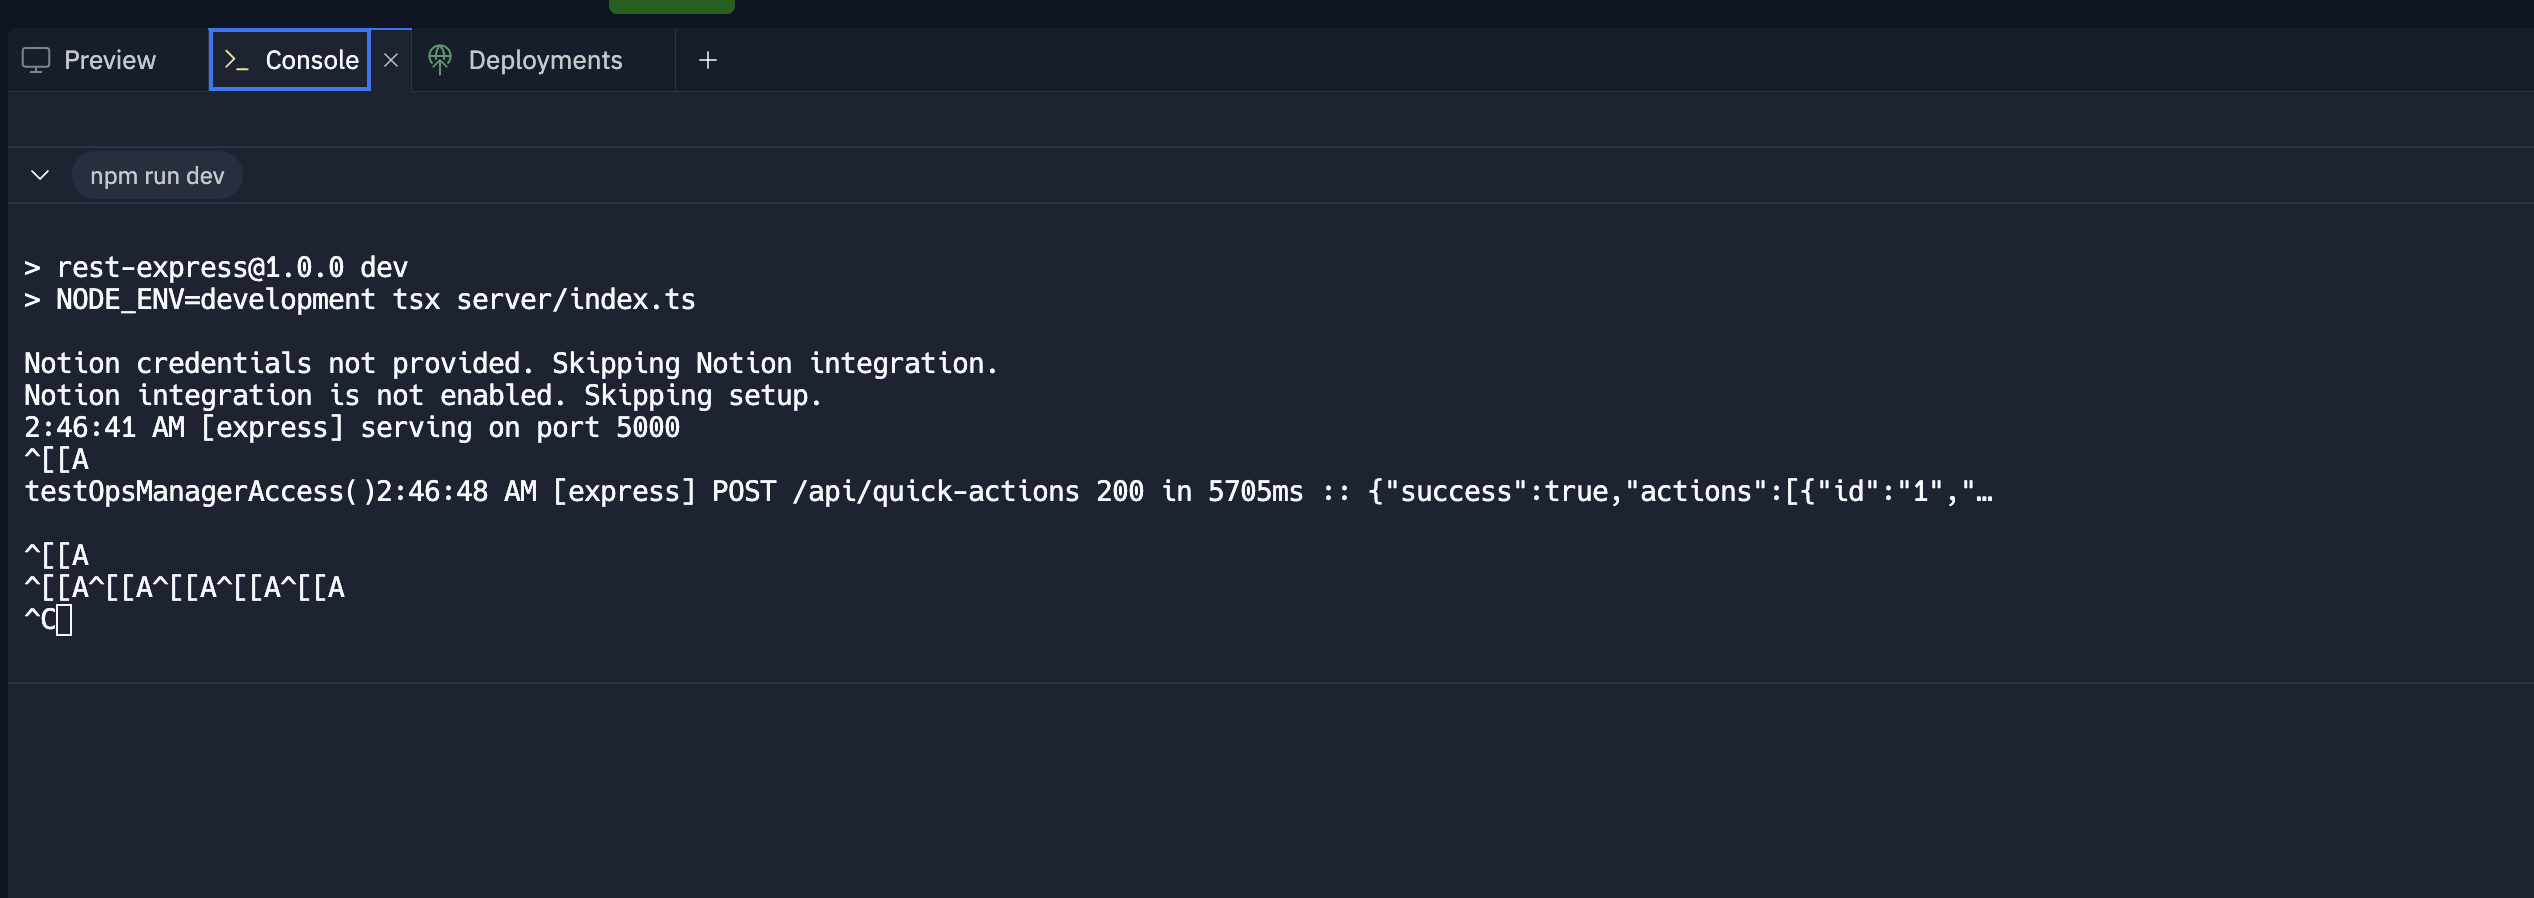 Preview
>_ Console × Deployments +
npm run dev
> rest-express@1.0.0 dev
> NODE_ENV=development tsx server/index.ts
Notion credentials not provided. Skipping Notion integration.
Notion integration is not enabled. Skipping setup.
2:46:41 AM [express] serving on port 5000
^[[A
testOpsManagerAccess()2:46:48 AM [express] POST /api/quick-actions 200 in 5705ms :: {"success":true,"actions":[{"id":"1","…
^[[A
^[[A^[[A^[[A^[[A^[[A
^C